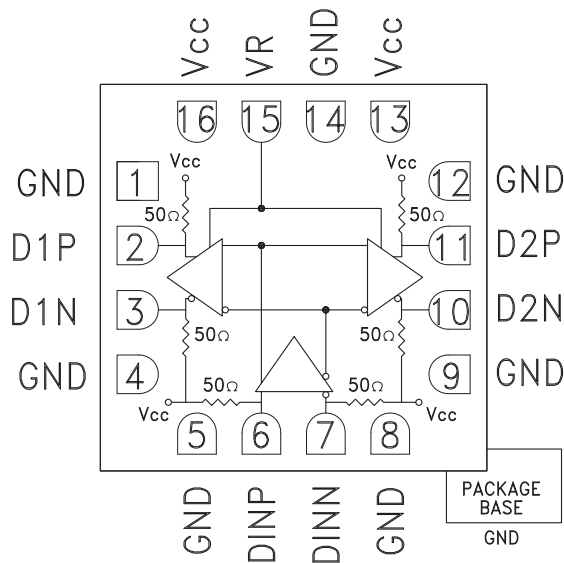 Vcc
VR
GND
Vcc
16
15
14
13
GND
1
Vcc
Vcc
12
GND
50Ω
50Ω
D1P
2
11
D2P
D1N
3
10
D2N
50Ω
50Ω
GND
4
9
GND
50Ω
50Ω
Vcc
Vcc
5
6
7
8
GND
DINP
DINN
GND
PACKAGE
BASE
GND